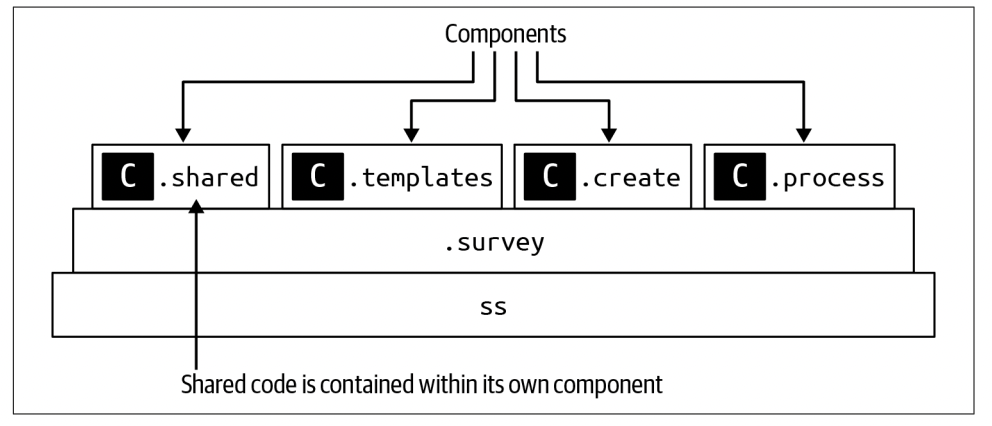 Components
C .shared
C .templates
C .create
C .process
.survey
ss
Shared code is contained within its own component